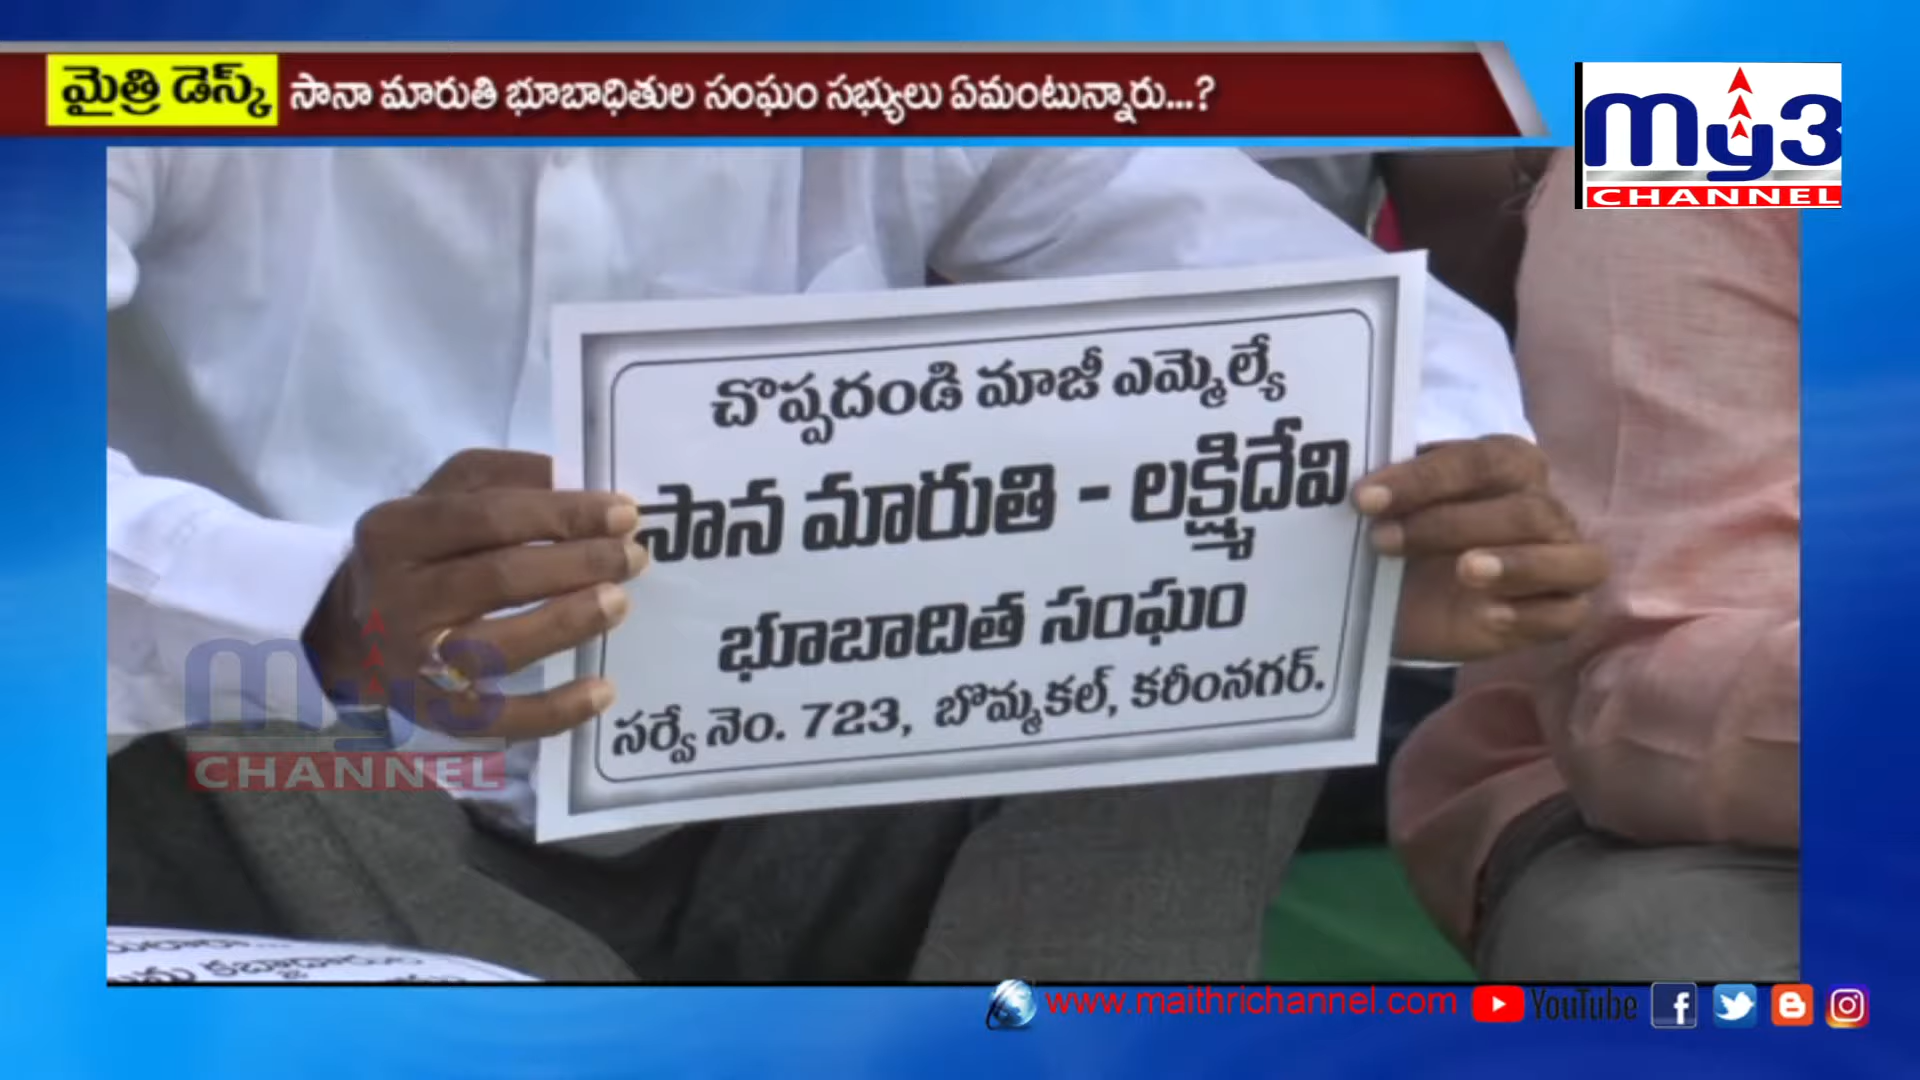 మైత్రి డెస్క్ సానా మారుతి భూబాధితుల సంఘం సభ్యులు ఏమంటున్నారు...?
my3
CHANNEL
చొప్పదండి మాజీ ఎమ్మెల్యే
సాన మారుతి - లక్ష్మిదేవి
భూబాదిత సంఘం
సర్వే నెం. 723, బొమ్మకల్, కరీంనగర్.
my3
CHANNEL
www.maithrichannel.com YouTube